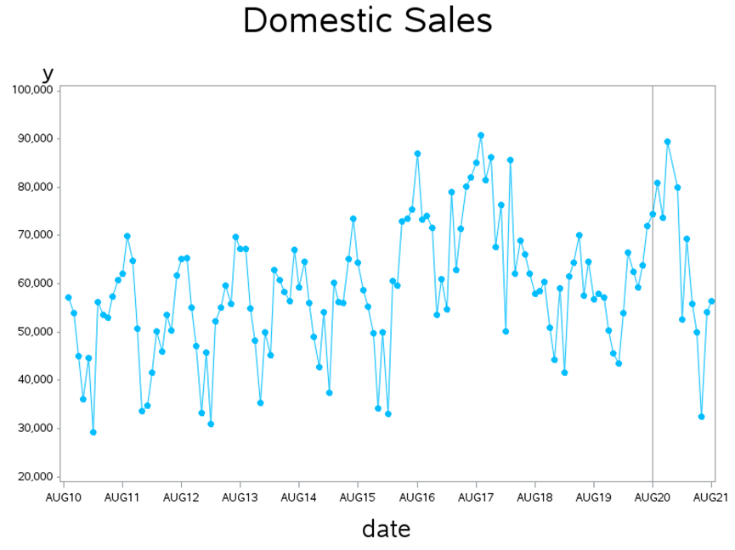 Domestic Sales
y
100,000
90,000
80,000
70,000
60,000
50,000
40,000
30,000
20,000
AUG10 AUG11 AUG12 AUG13 AUG14 AUG15 AUG16 AUG17 AUG18 AUG19 AUG20 AUG21
date